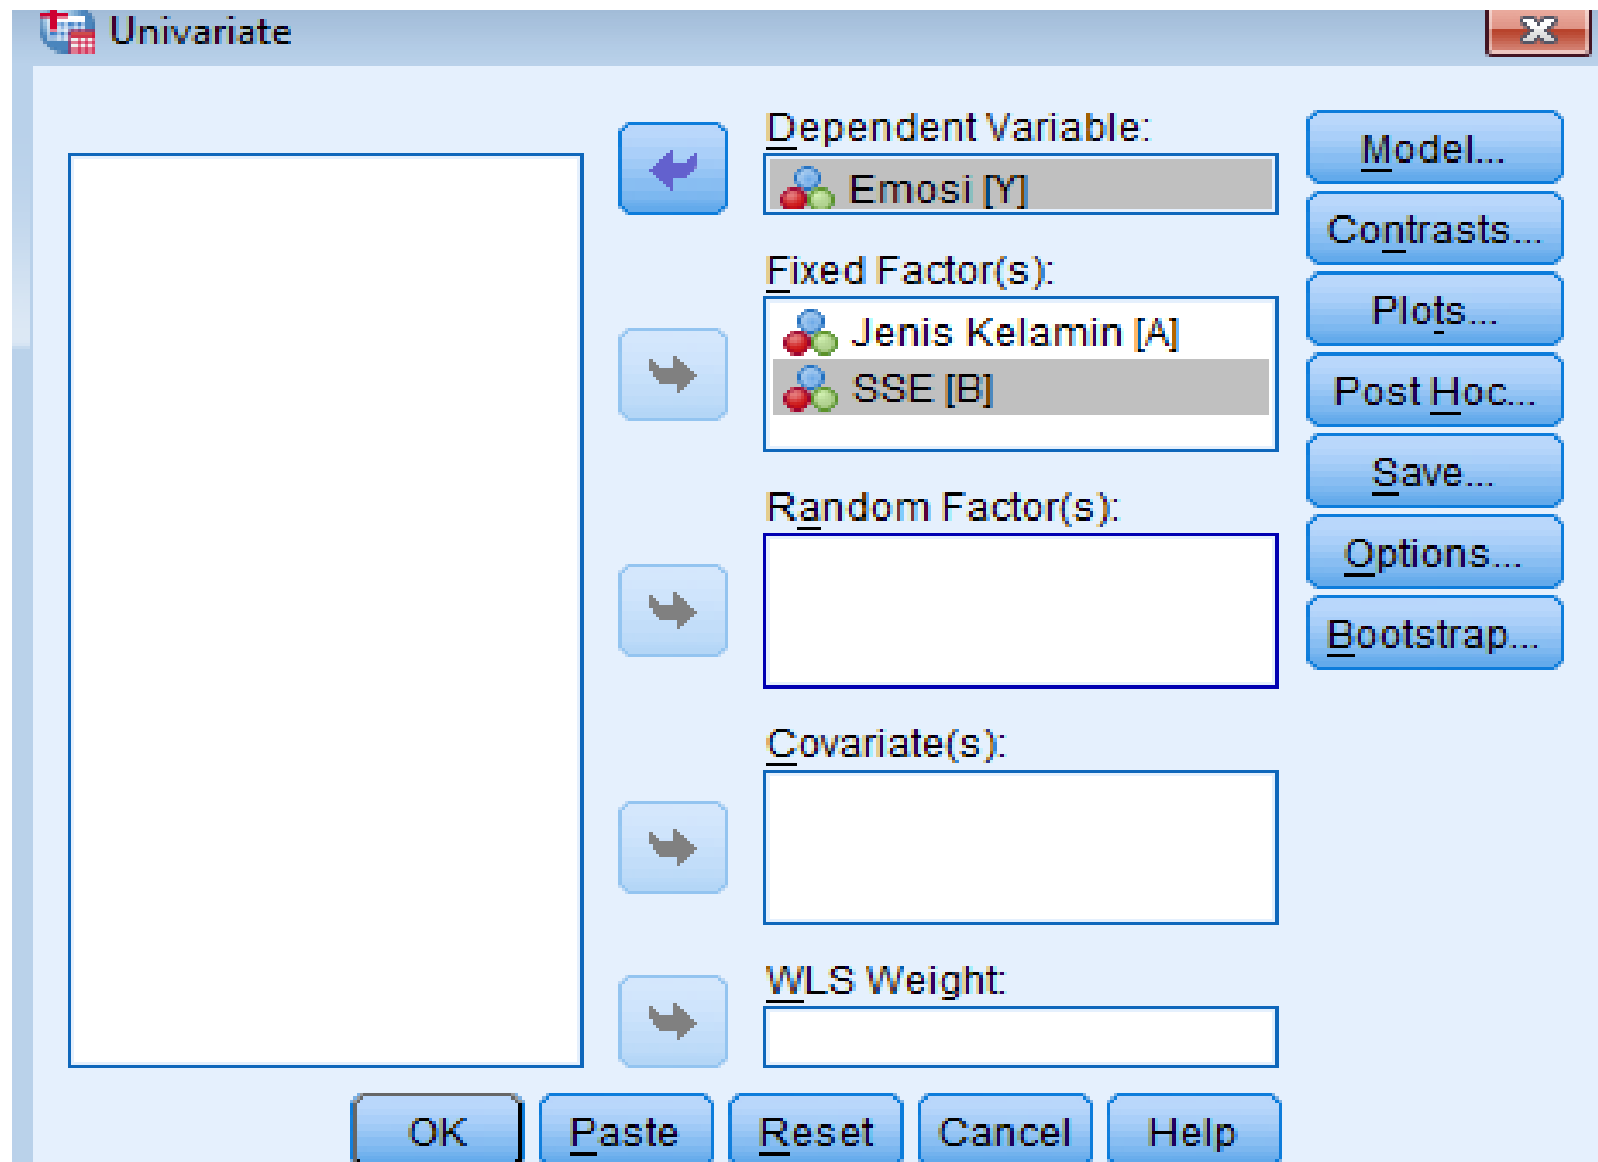 Univariate
Dependent Variable:
Emosi [Y]
Fixed Factor(s):
Jenis Kelamin [A]
SSE [B]
Random Factor(s):
Covariate(s):
WLS Weight:
Model...
Contrasts...
Plots...
Post Hoc...
Save...
Options...
Bootstrap...
OK
Paste
Reset
Cancel
Help